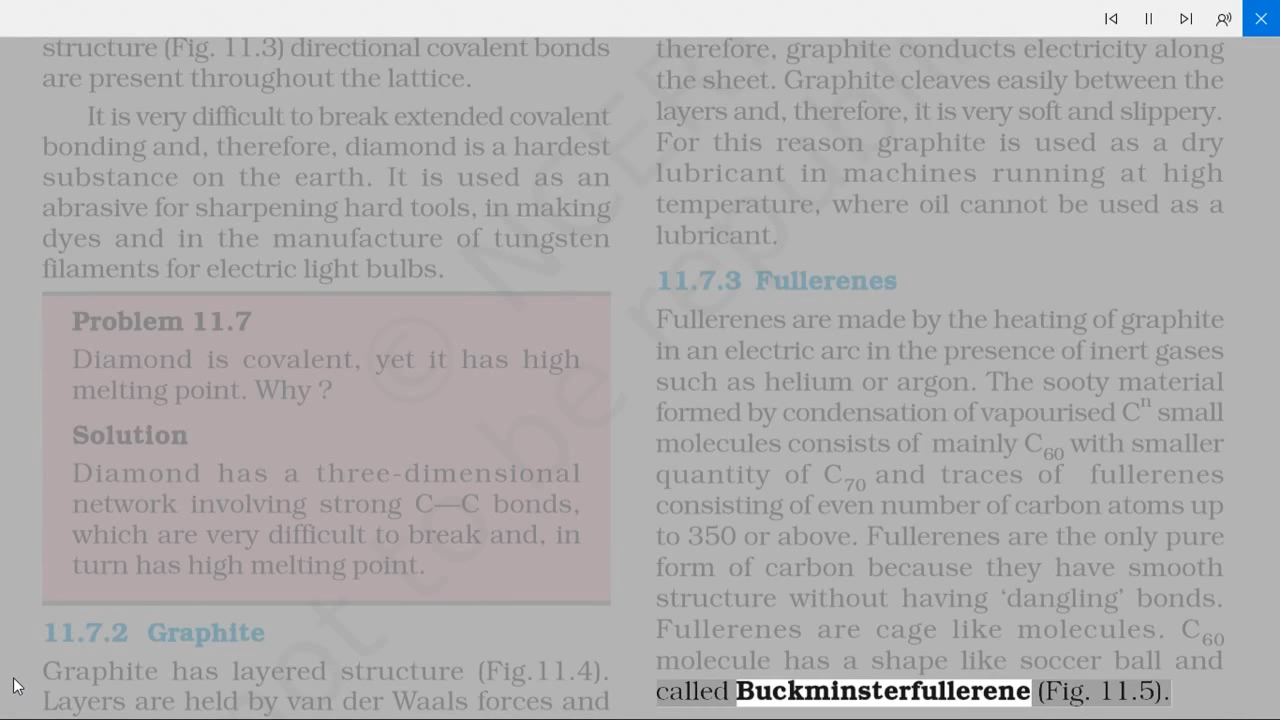 structure (Fig. 11.3) directional covalent bonds
are present throughout the lattice.
It is very difficult to break extended covalent
bonding and, therefore, diamond is a hardest
substance on the earth. It is used as an
abrasive for sharpening hard tools, in making
dyes and in the manufacture of tungsten
filaments for electric light bulbs.
Problem 11.7
Diamond is covalent, yet it has high
melting point. Why ?
Solution
Diamond has a three-dimensional
network involving strong C—C bonds,
which are very difficult to break and, in
turn has high melting point.
11.7.2 Graphite
Graphite has layered structure (Fig.11.4).
Layers are held by van der Waals forces and
therefore, graphite conducts electricity along
the sheet. Graphite cleaves easily between the
layers and, therefore, it is very soft and slippery.
For this reason graphite is used as a dry
lubricant in machines running at high
temperature, where oil cannot be used as a
lubricant.
11.7.3 Fullerenes
Fullerenes are made by the heating of graphite
in an electric arc in the presence of inert gases
such as helium or argon. The sooty material
formed by condensation of vapourised Cⁿ small
molecules consists of mainly C₆₀ with smaller
quantity of C₇₀ and traces of fullerenes
consisting of even number of carbon atoms up
to 350 or above. Fullerenes are the only pure
form of carbon because they have smooth
structure without having ‘dangling’ bonds.
Fullerenes are cage like molecules. C₆₀
molecule has a shape like soccer ball and
called Buckminsterfullerene (Fig. 11.5).
© NCERT
not to be republi